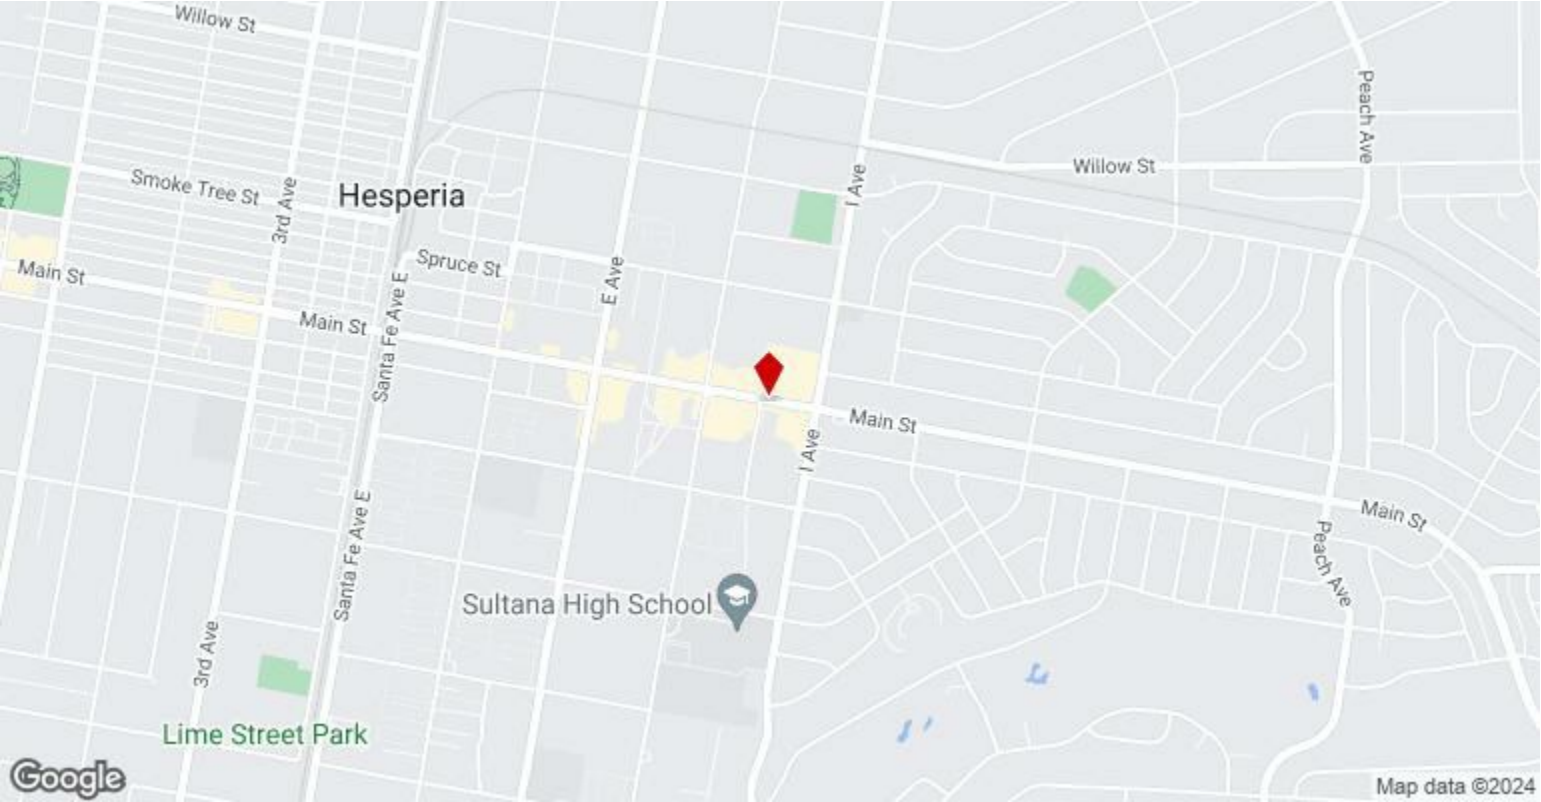 Willow St
Peach Ave
Willow St
I Ave
Smoke Tree St
3rd Ave
Hesperia
Spruce St
Main St
E Ave
Main St
Santa Fe Ave E
Main St
I Ave
Main St
Santa Fe Ave E
Peach Ave
Sultana High School
3rd Ave
Lime Street Park
Google
Map data ©2024